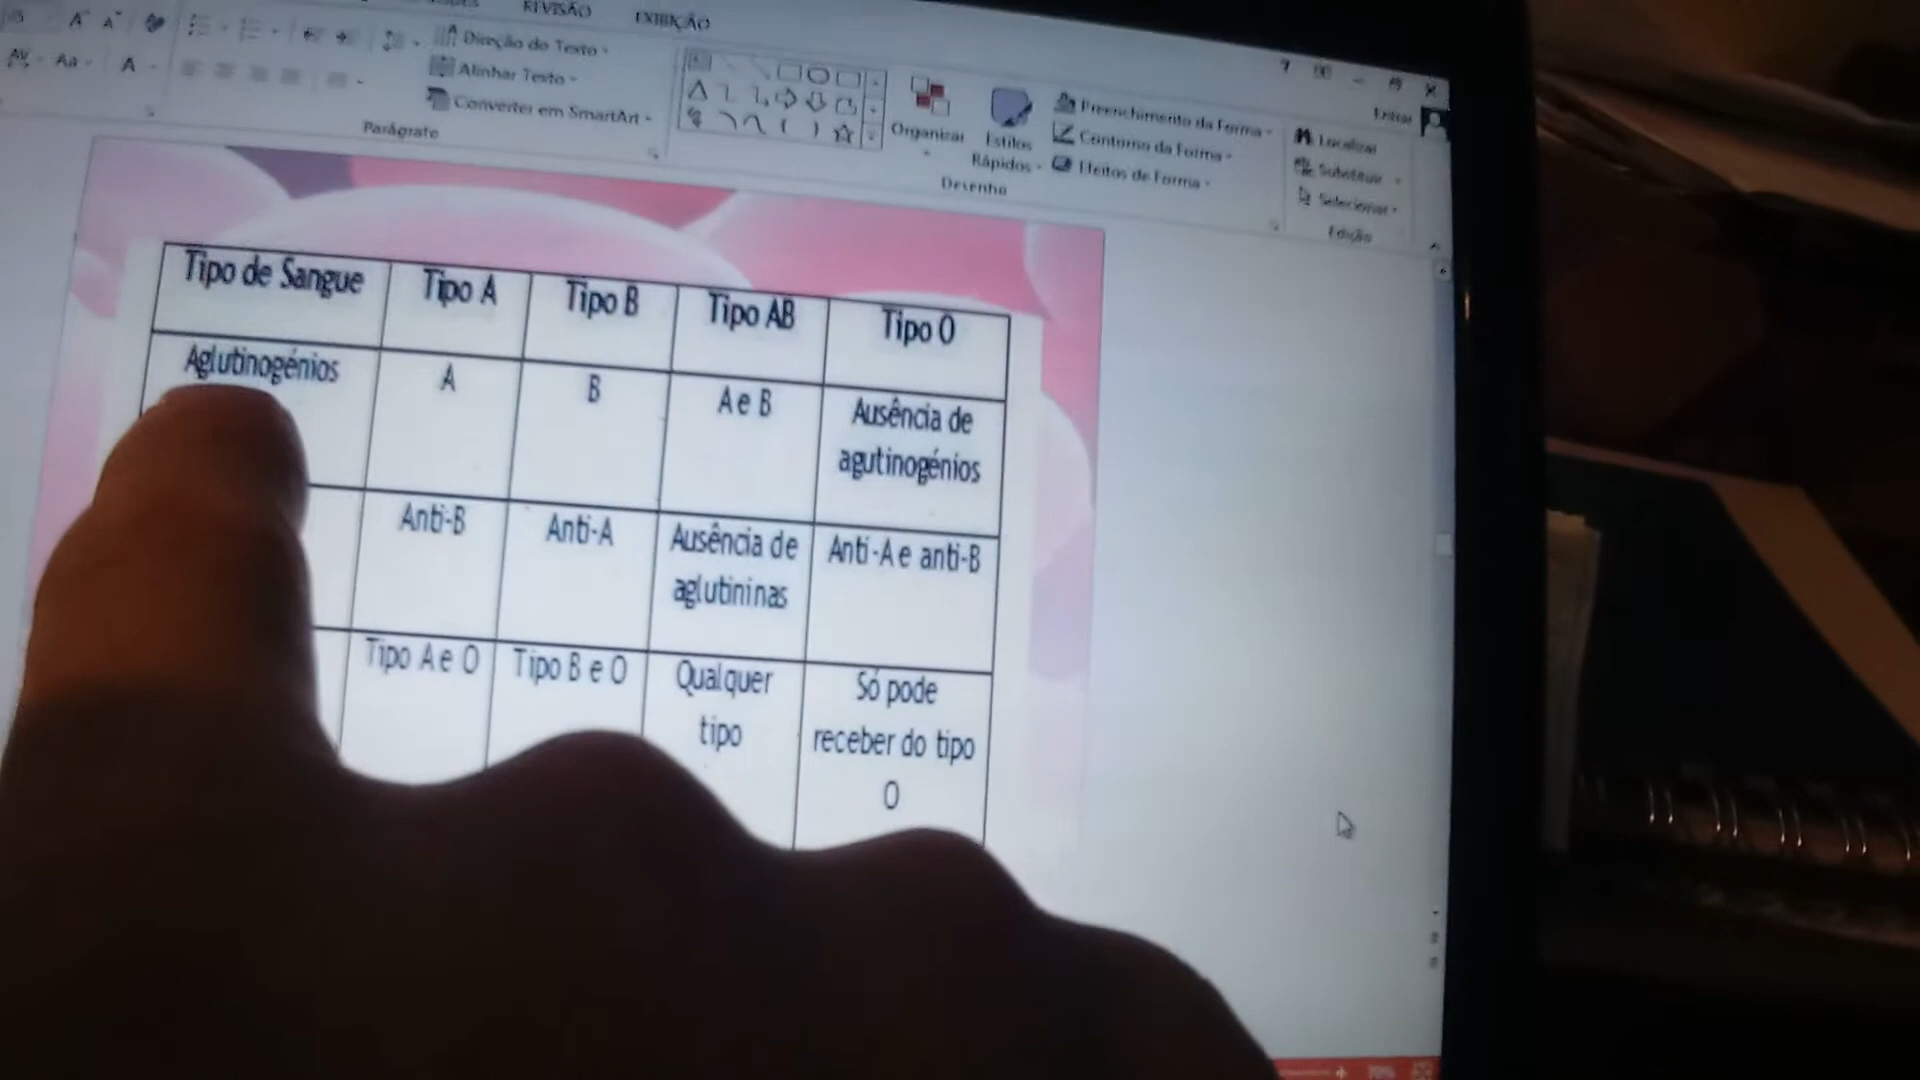 REVISÃO
EXIBIÇÃO
Direção do Texto
Alinhar Texto
Converter em SmartArt
Parágrafo
Organizar
Estilos
Rápidos
Preenchimento da Forma
Contorno da Forma
Efeitos de Forma
Desenho
Localizar
Substituir
Selecionar
Edição
Entrar
Tipo de Sangue
Tipo A
Tipo B
Tipo AB
Tipo O
Aglutinogénios
A
B
A e B
Ausência de
agutinogénios
Anti-B
Anti-A
Ausência de
aglutininas
Anti-A e anti-B
Tipo A e O
Tipo B e O
Qualquer
tipo
Só pode
receber do tipo
O
70%